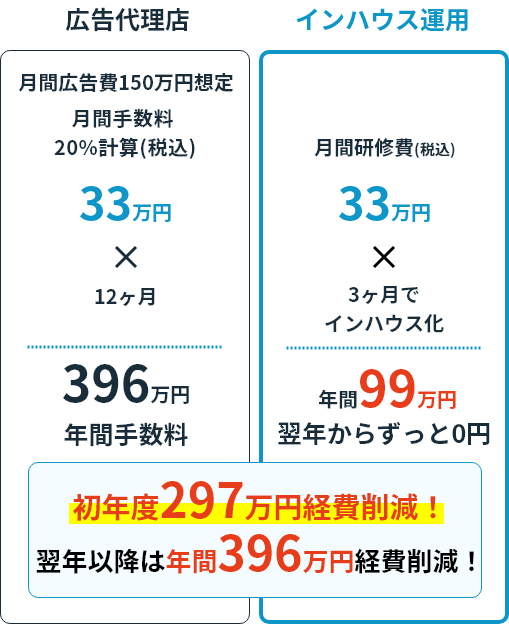 広告代理店
月間広告費150万円想定
月間手数料
20%計算(税込)
33万円
×
12ヶ月
396万円
年間手数料
インハウス運用
月間研修費(税込)
33万円
×
3ヶ月で
インハウス化
年間99万円
翌年からずっと0円
初年度297万円経費削減！
翌年以降は年間396万円経費削減！